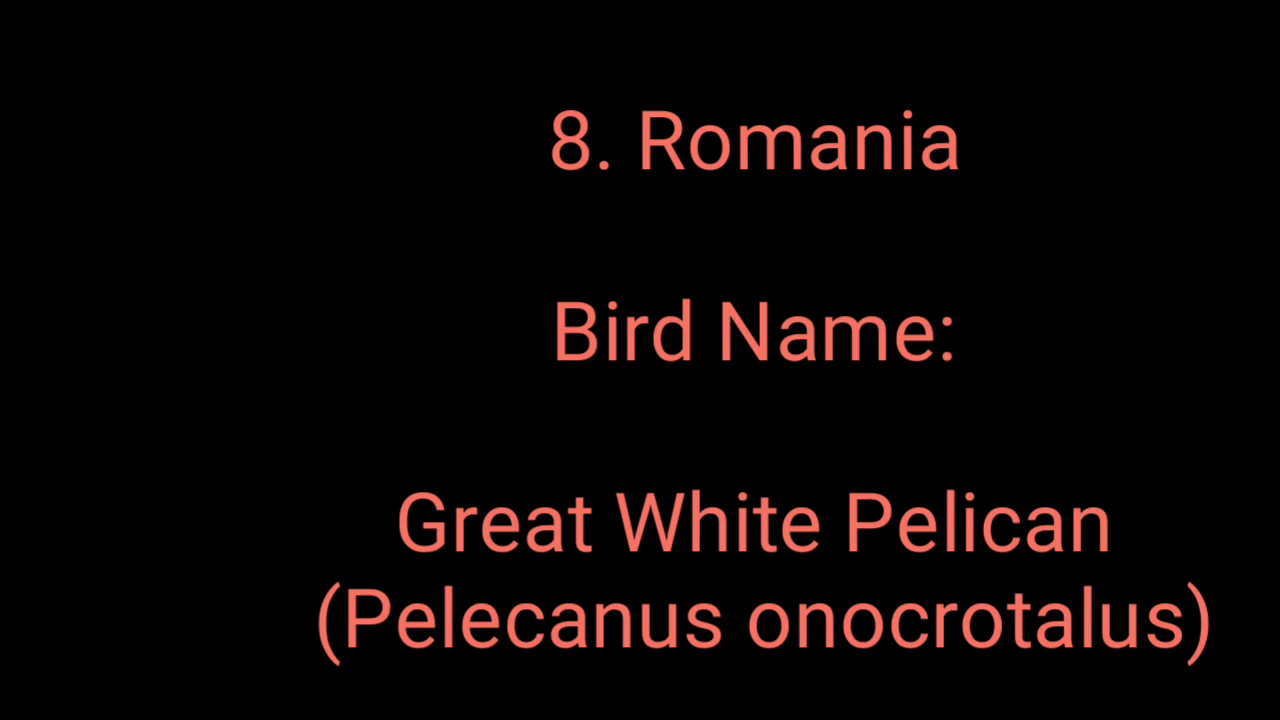 8. Romania
Bird Name:
Great White Pelican
(Pelecanus onocrotalus)